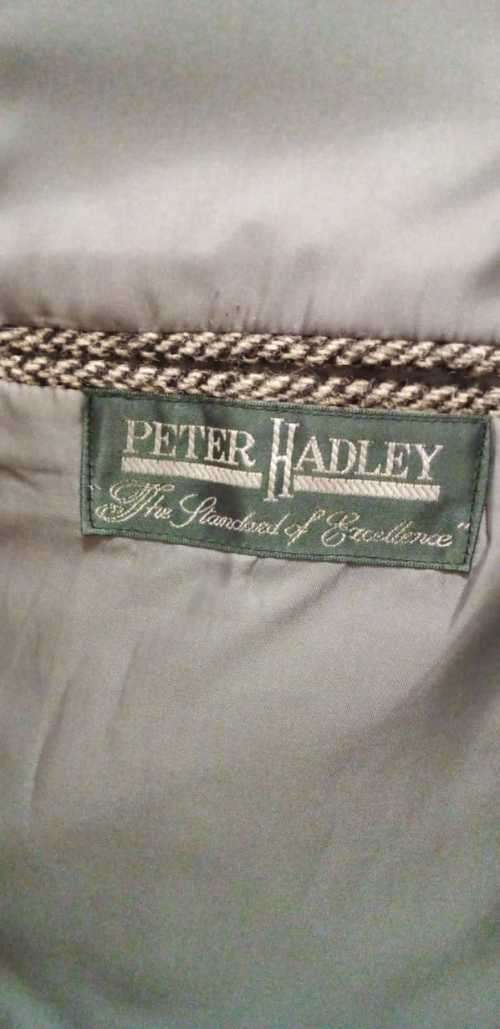 PETER HADLEY
"The Standard of Excellence"